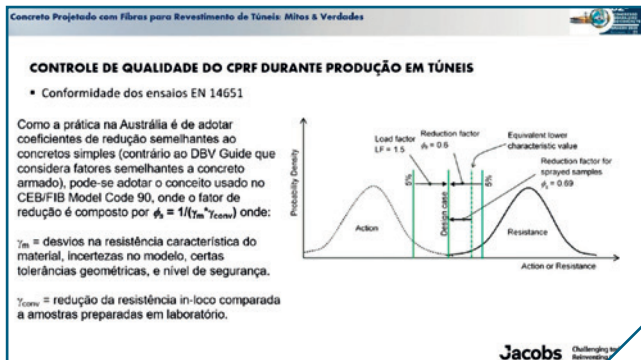 Concreto Projetado com Fibras para Revestimento de Túneis: Mitos & Verdades
CONTROLE DE QUALIDADE DO CPRF DURANTE PRODUÇÃO EM TÚNEIS
▪ Conformidade dos ensaios EN 14651
Como a prática na Austrália é de adotar
coeficientes de redução semelhantes ao
concretos simples (contrário ao DBV Guide que
considera fatores semelhantes a concreto
armado), pode-se adotar o conceito usado no
CEB/FIB Model Code 90, onde o fator de
redução é composto por ϕs = 1/(γm*γconv) onde:
γm = desvios na resistência característica do
material, incertezas no modelo, certas
tolerâncias geométricas, e nível de segurança.
γconv = redução da resistência in-loco comparada
a amostras preparadas em laboratório.
Probability Density
Load factor
LF = 1.5
Reduction factor
ϕs = 0.6
Equivalent lower
characteristic value
Reduction factor for
sprayed samples
ϕs = 0.69
5%
5%
Design case
Action
Resistance
Action or Resistance
Jacobs
Challenging
Reinventing